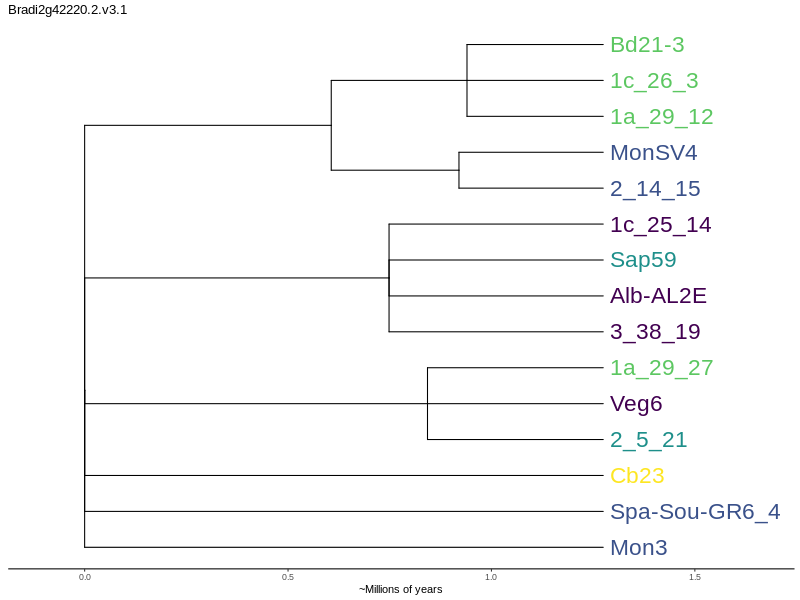 Bradi2g42220.2.v3.1
Bd21-3
1c_26_3
1a_29_12
MonSV4
2_14_15
1c_25_14
Sap59
Alb-AL2E
3_38_19
1a_29_27
Veg6
2_5_21
Cb23
Spa-Sou-GR6_4
Mon3
0.0 0.5 1.0 1.5
~Millions of years